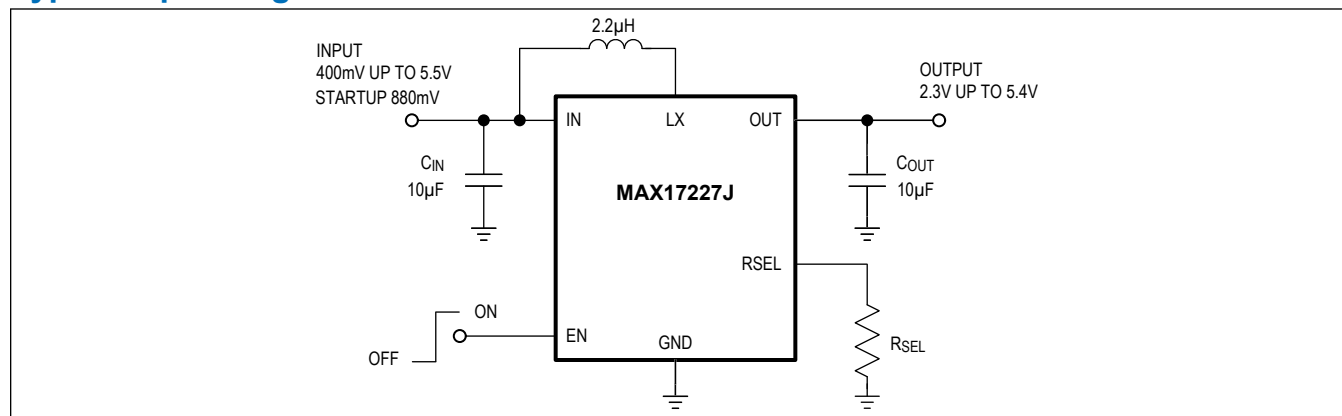 2.2µH
INPUT
400mV UP TO 5.5V
STARTUP 880mV
OUTPUT
2.3V UP TO 5.4V
IN
LX
OUT
CIN
10µF
COUT
10µF
MAX17227J
RSEL
ON
OFF
EN
GND
RSEL